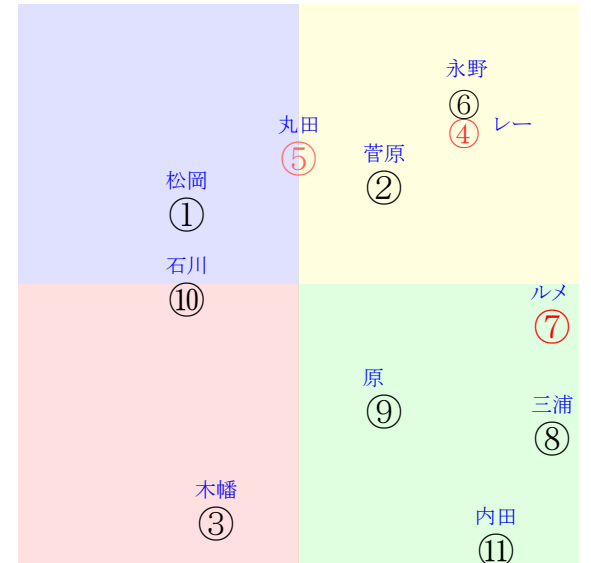 永野
⑥
④ レー
丸田
⑤
菅原
②
松岡
①
石川
⑩
ルメ
⑦
原
⑨
三浦
⑧
木幡
③
内田
⑪